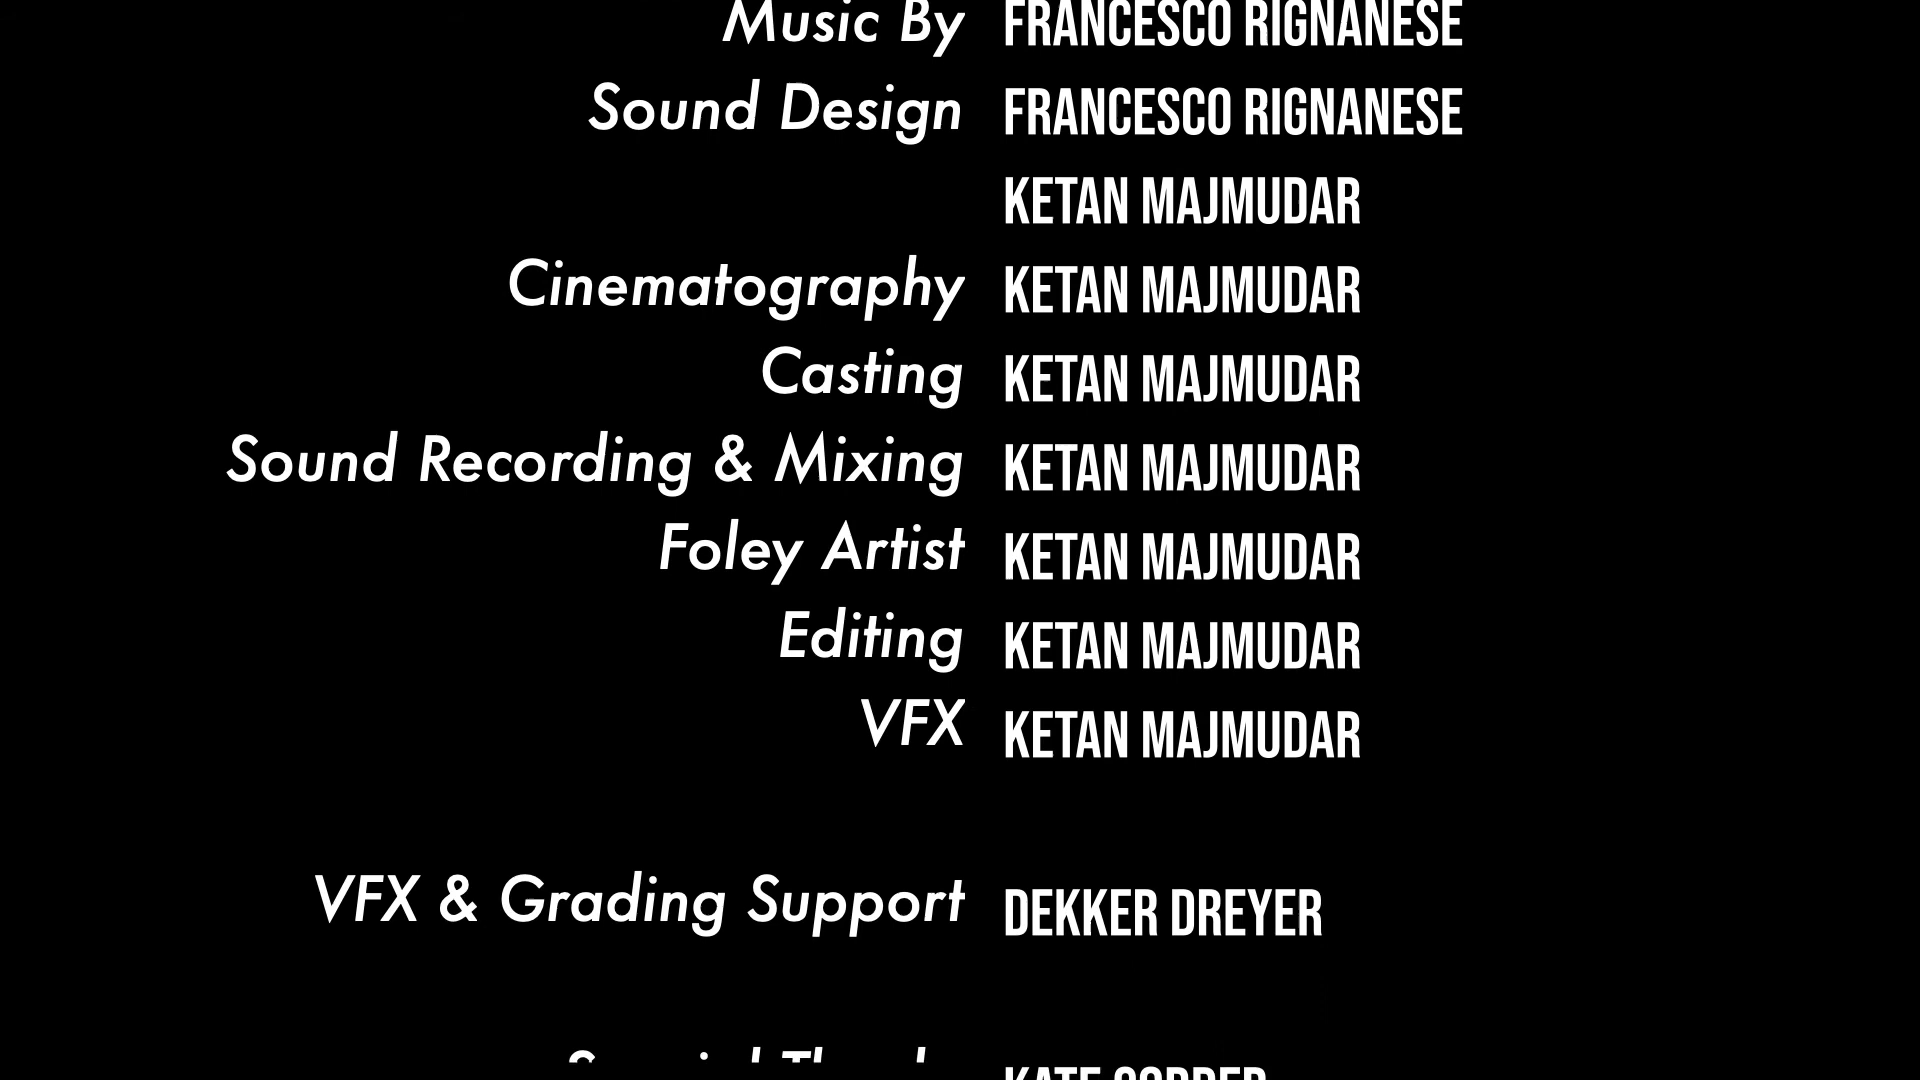 Music By FRANCESCO RIGNANESE
Sound Design FRANCESCO RIGNANESE
KETAN MAJMUDAR
Cinematography KETAN MAJMUDAR
Casting KETAN MAJMUDAR
Sound Recording & Mixing KETAN MAJMUDAR
Foley Artist KETAN MAJMUDAR
Editing KETAN MAJMUDAR
VFX KETAN MAJMUDAR
VFX & Grading Support DEKKER DREYER